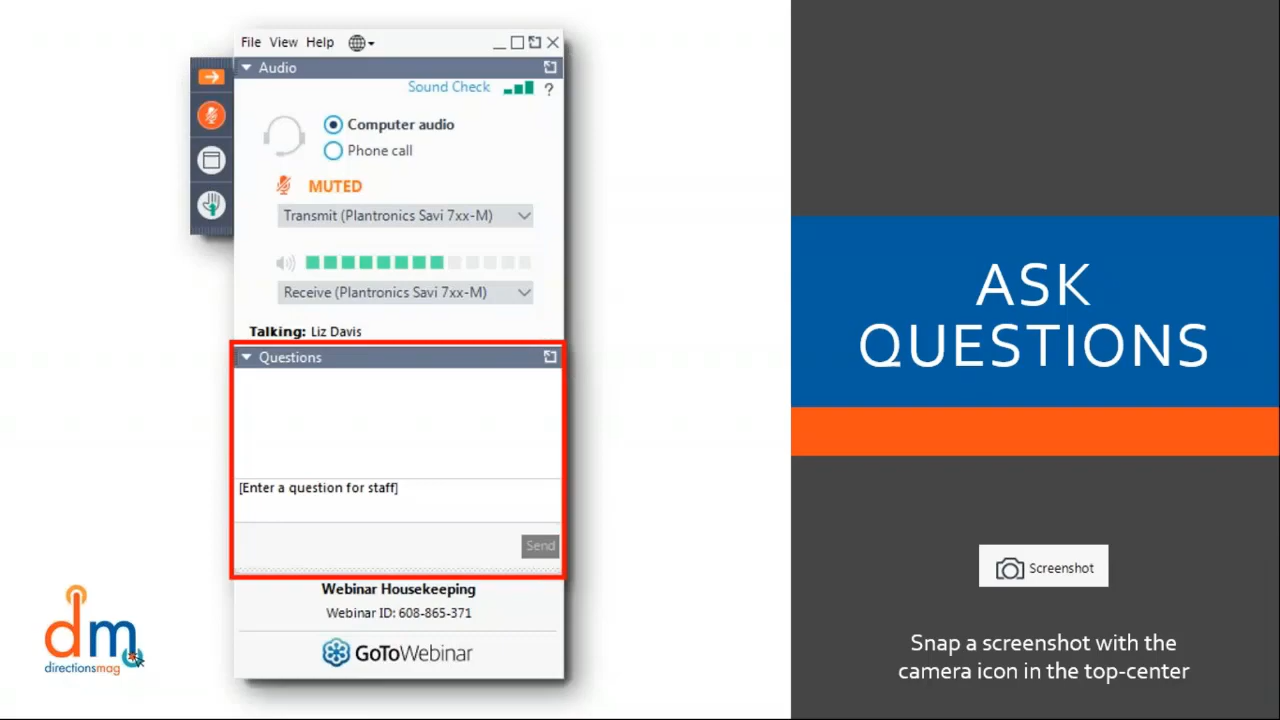 File View Help
Audio
Sound Check
?
Computer audio
Phone call
MUTED
Transmit (Plantronics Savi 7xx-M)
Receive (Plantronics Savi 7xx-M)
Talking: Liz Davis
Questions
[Enter a question for staff]
Send
Webinar Housekeeping
Webinar ID: 608-865-371
GoToWebinar
dm
directionsmag
ASK
QUESTIONS
Screenshot
Snap a screenshot with the
camera icon in the top-center